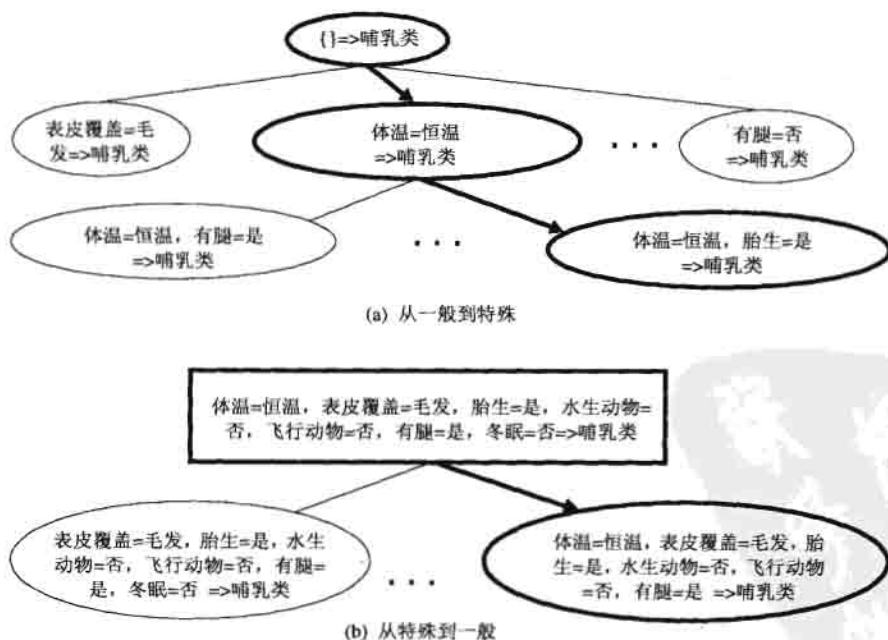 {}=>哺乳类
表皮覆盖=毛
发=>哺乳类
体温=恒温
=>哺乳类
...
有腿=否
=>哺乳类
体温=恒温，有腿=是
=>哺乳类
...
体温=恒温，胎生=是
=>哺乳类
(a) 从一般到特殊
体温=恒温，表皮覆盖=毛发，胎生=是，水生动物=
否，飞行动物=否，有腿=是，冬眠=否=>哺乳类
表皮覆盖=毛发，胎生=是，水生
动物=否，飞行动物=否，有腿=
是，冬眠=否 =>哺乳类
...
体温=恒温，表皮覆盖=毛发，胎
生=是，水生动物=否，飞行动物
=否，有腿=是 =>哺乳类
(b) 从特殊到一般